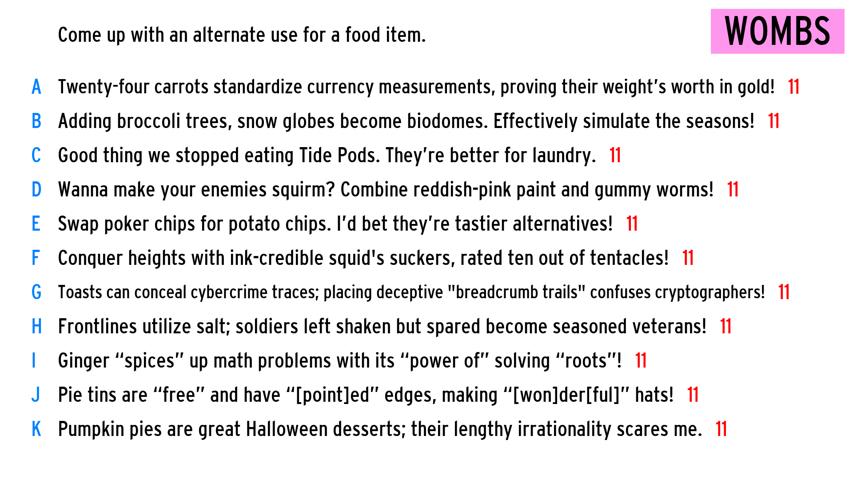 Come up with an alternate use for a food item.
WOMBS
A Twenty-four carrots standardize currency measurements, proving their weight's worth in gold! 11
B Adding broccoli trees, snow globes become biodomes. Effectively simulate the seasons! 11
C Good thing we stopped eating Tide Pods. They're better for laundry. 11
D Wanna make your enemies squirm? Combine reddish-pink paint and gummy worms! 11
E Swap poker chips for potato chips. I'd bet they're tastier alternatives! 11
F Conquer heights with ink-credible squid's suckers, rated ten out of tentacles! 11
G Toasts can conceal cybercrime traces; placing deceptive "breadcrumb trails" confuses cryptographers! 11
H Frontlines utilize salt; soldiers left shaken but spared become seasoned veterans! 11
I Ginger “spices” up math problems with its “power of” solving “roots”! 11
J Pie tins are “free” and have “[point]ed” edges, making “[won]der[ful]” hats! 11
K Pumpkin pies are great Halloween desserts; their lengthy irrationality scares me. 11